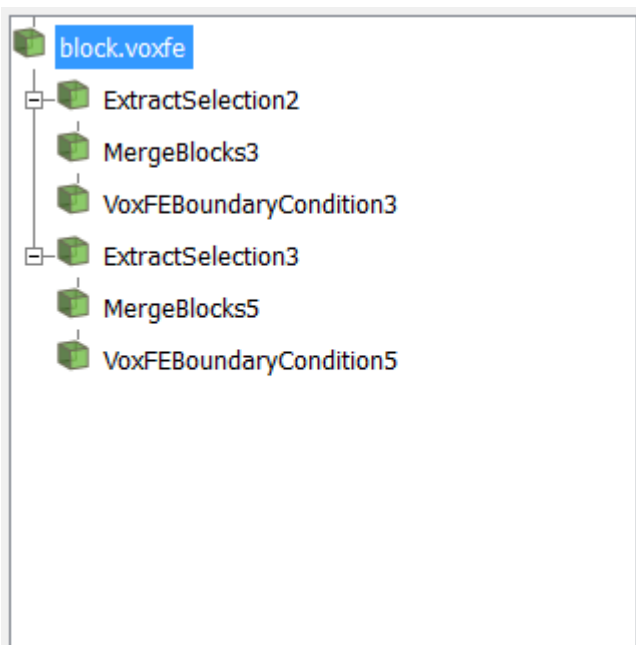 block.voxfe
ExtractSelection2
MergeBlocks3
VoxFEBoundaryCondition3
ExtractSelection3
MergeBlocks5
VoxFEBoundaryCondition5